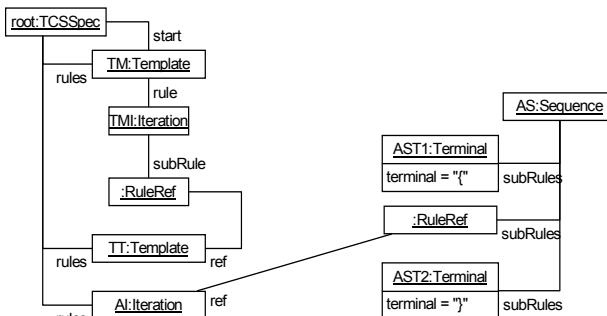 root:TCSSpec
start
TM:Template
rules
rule
TMI:Iteration
AS:Sequence
subRule
AST1:Terminal
terminal = "{"
subRules
:RuleRef
:RuleRef
subRules
TT:Template
rules
ref
AST2:Terminal
AI:Iteration
ref
terminal = "}"
subRules
rules